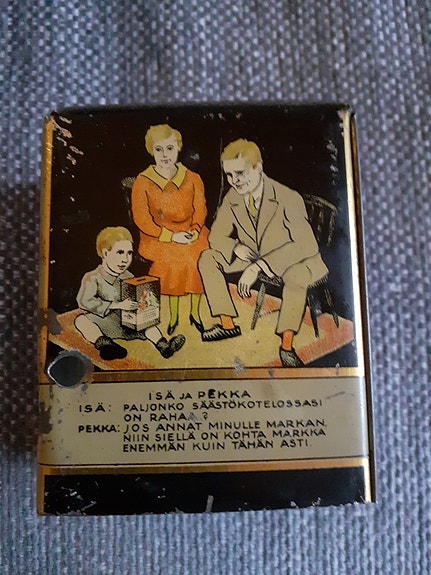 ISÄ JA PEKKA
ISÄ: PALJONKO SÄÄSTÖKOTELOSSASI
ON RAHAA?
PEKKA: JOS ANNAT MINULLE MARKAN,
NIIN SIELLÄ ON KOHTA MARKKA
ENEMMÄN KUIN TÄHÄN ASTI.